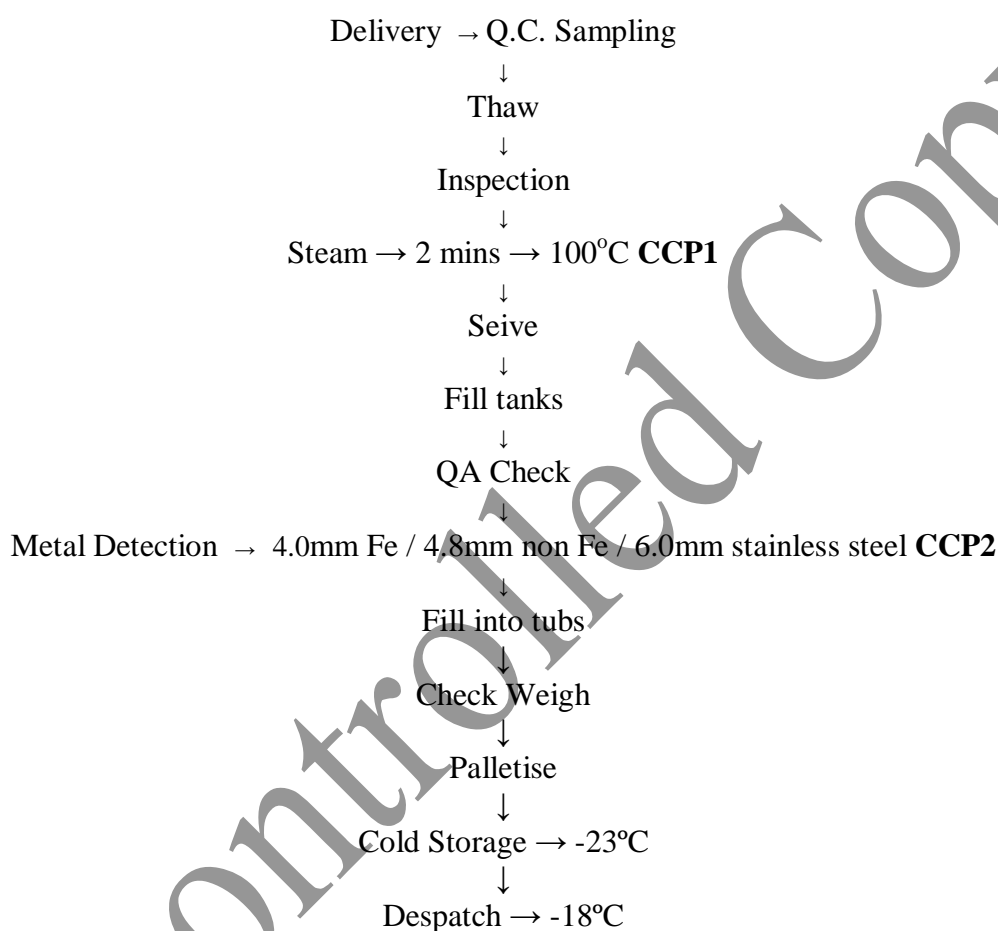 Delivery → Q.C. Sampling
↓
Thaw
↓
Inspection
↓
Steam → 2 mins → 100°C CCP1
↓
Seive
↓
Fill tanks
↓
QA Check
↓
Metal Detection → 4.0mm Fe / 4.8mm non Fe / 6.0mm stainless steel CCP2
↓
Fill into tubs
↓
Check Weigh
↓
Palletise
↓
Cold Storage → -23ºC
↓
Despatch → -18ºC
ontrolled Cop